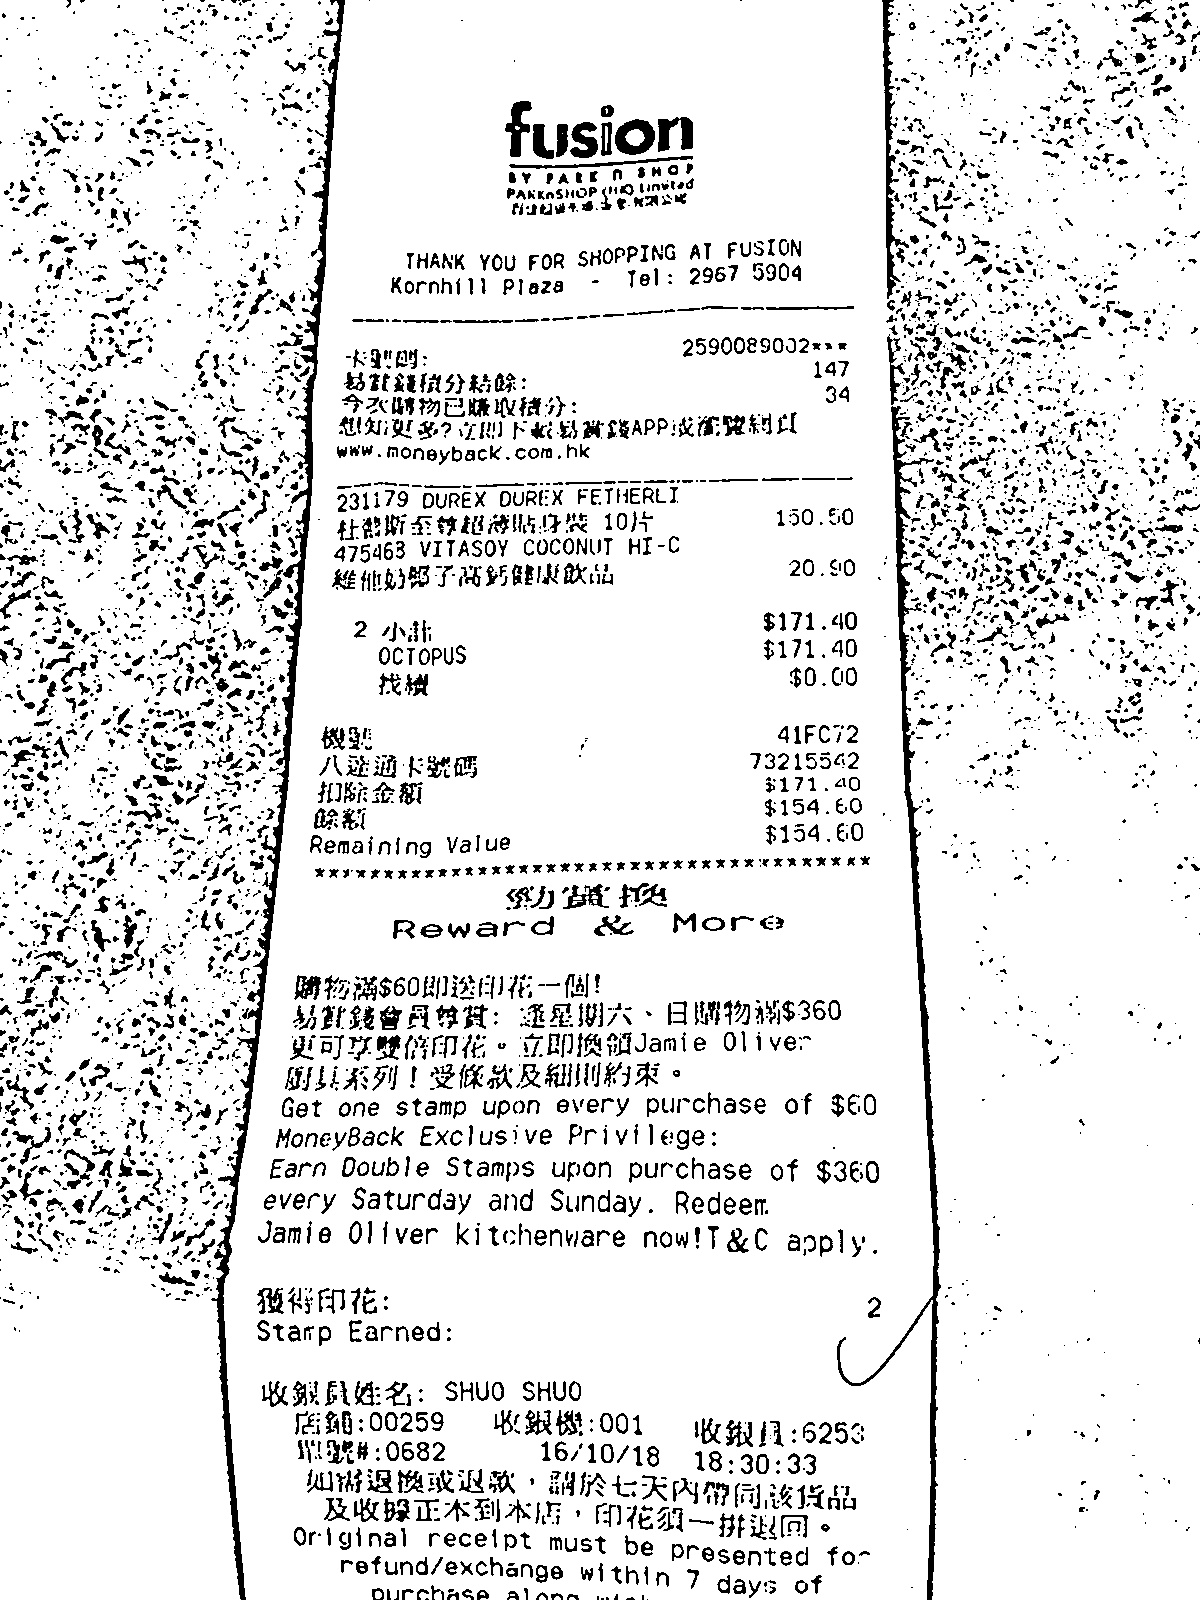 fusion
BY PARK N SHOP
PARKnSHOP (HK) Limited
THANK YOU FOR SHOPPING AT FUSION
Kornhill Plaza - Tel: 2967 5904
卡號碼: 2590089002***
易賞錢積分結餘: 147
今次購物已賺取積分: 34
想知更多?立即下載易賞錢APP或瀏覽網頁
www.moneyback.com.hk
231179 DUREX DUREX FETHERLI
杜蕾斯至尊超薄貼身裝 10片 150.50
475463 VITASOY COCONUT HI-C
維他奶椰子高鈣健康飲品 20.90
2 小計 $171.40
OCTOPUS $171.40
找續 $0.00
機號 41FC72
八達通卡號碼 73215542
扣除金額 $171.40
餘額 $154.60
Remaining Value $154.60
****************************************
勁賞換
Reward & More
購物滿$60即送印花一個!
易賞錢會員尊賞: 逢星期六、日購物滿$360
更可享雙倍印花。立即換領Jamie Oliver
廚具系列!受條款及細則約束。
Get one stamp upon every purchase of $60
MoneyBack Exclusive Privilege:
Earn Double Stamps upon purchase of $360
every Saturday and Sunday. Redeem
Jamie Oliver kitchenware now!T&C apply.
獲得印花: 2
Stamp Earned:
收銀員姓名: SHUO SHUO
店鋪:00259 收銀機:001 收銀員:6253
單號#:0682 16/10/18 18:30:33
如需退換或退款，請於七天內帶同該貨品
及收據正本到本店，印花須一拼退回。
Original receipt must be presented for
refund/exchange within 7 days of
purchase along with